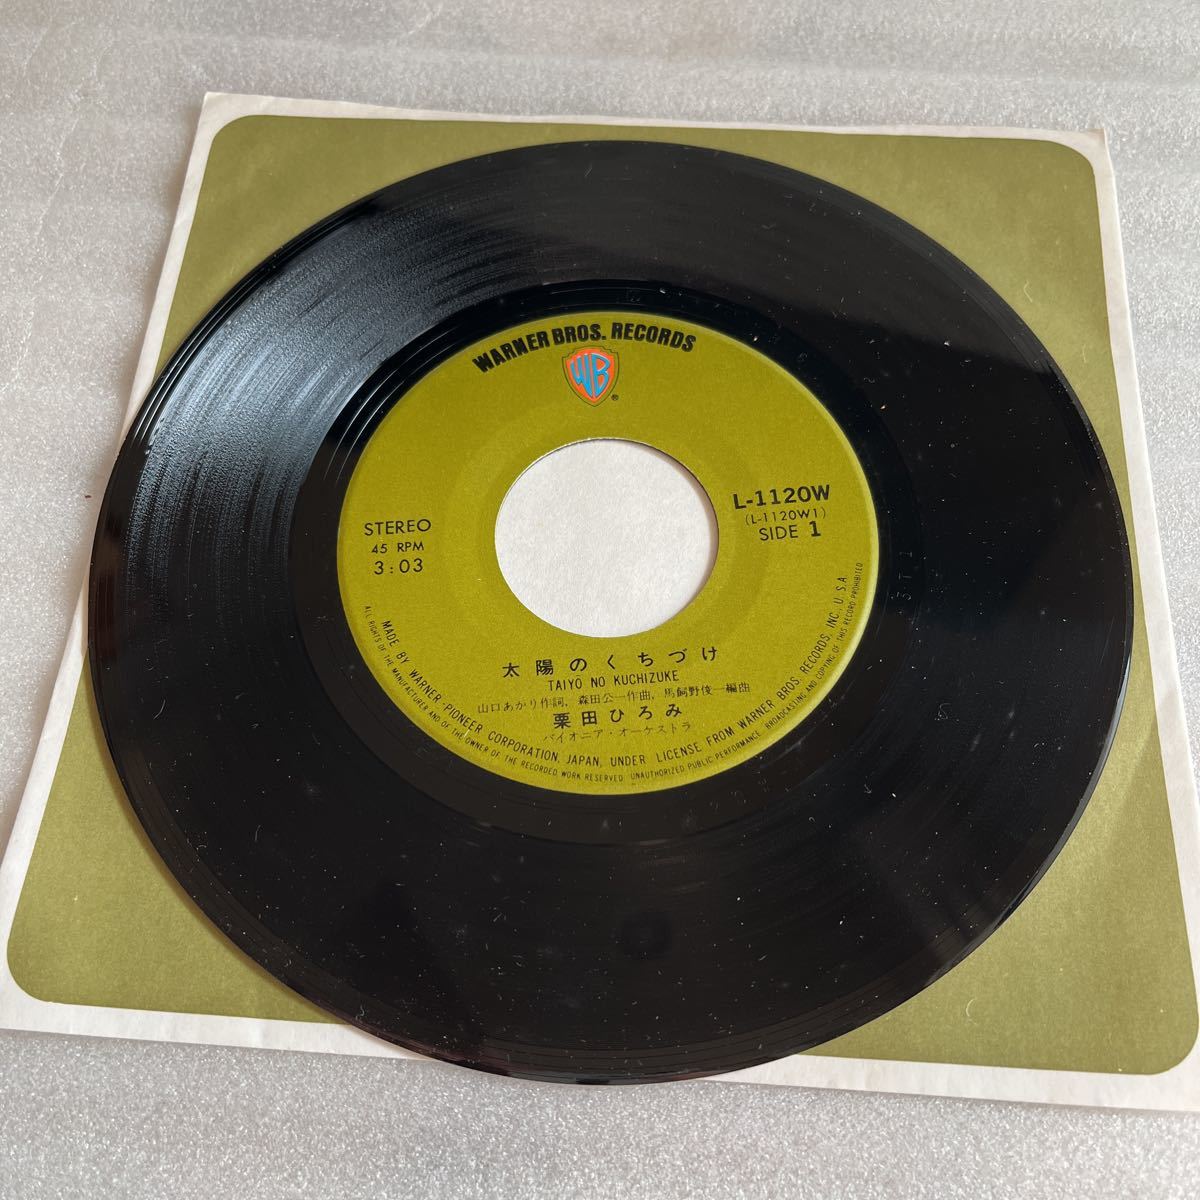 WARNER BROS. RECORDS
WB
®
STEREO
45 RPM
3:03
L-1120W
(L-1120W1)
SIDE 1
太陽のくちづけ
TAIYO NO KUCHIZUKE
山口あかり作詞, 森田公一作曲, 馬飼野俊一編曲
栗田ひろみ
パイオニア・オーケストラ
MADE BY WARNER-PIONEER CORPORATION, JAPAN, UNDER LICENSE FROM WARNER BROS. RECORDS, INC., U.S.A.
ALL RIGHTS OF THE MANUFACTURER AND OF THE OWNER OF THE RECORDED WORK RESERVED. UNAUTHORIZED PUBLIC PERFORMANCE, BROADCASTING AND COPYING OF THIS RECORD PROHIBITED